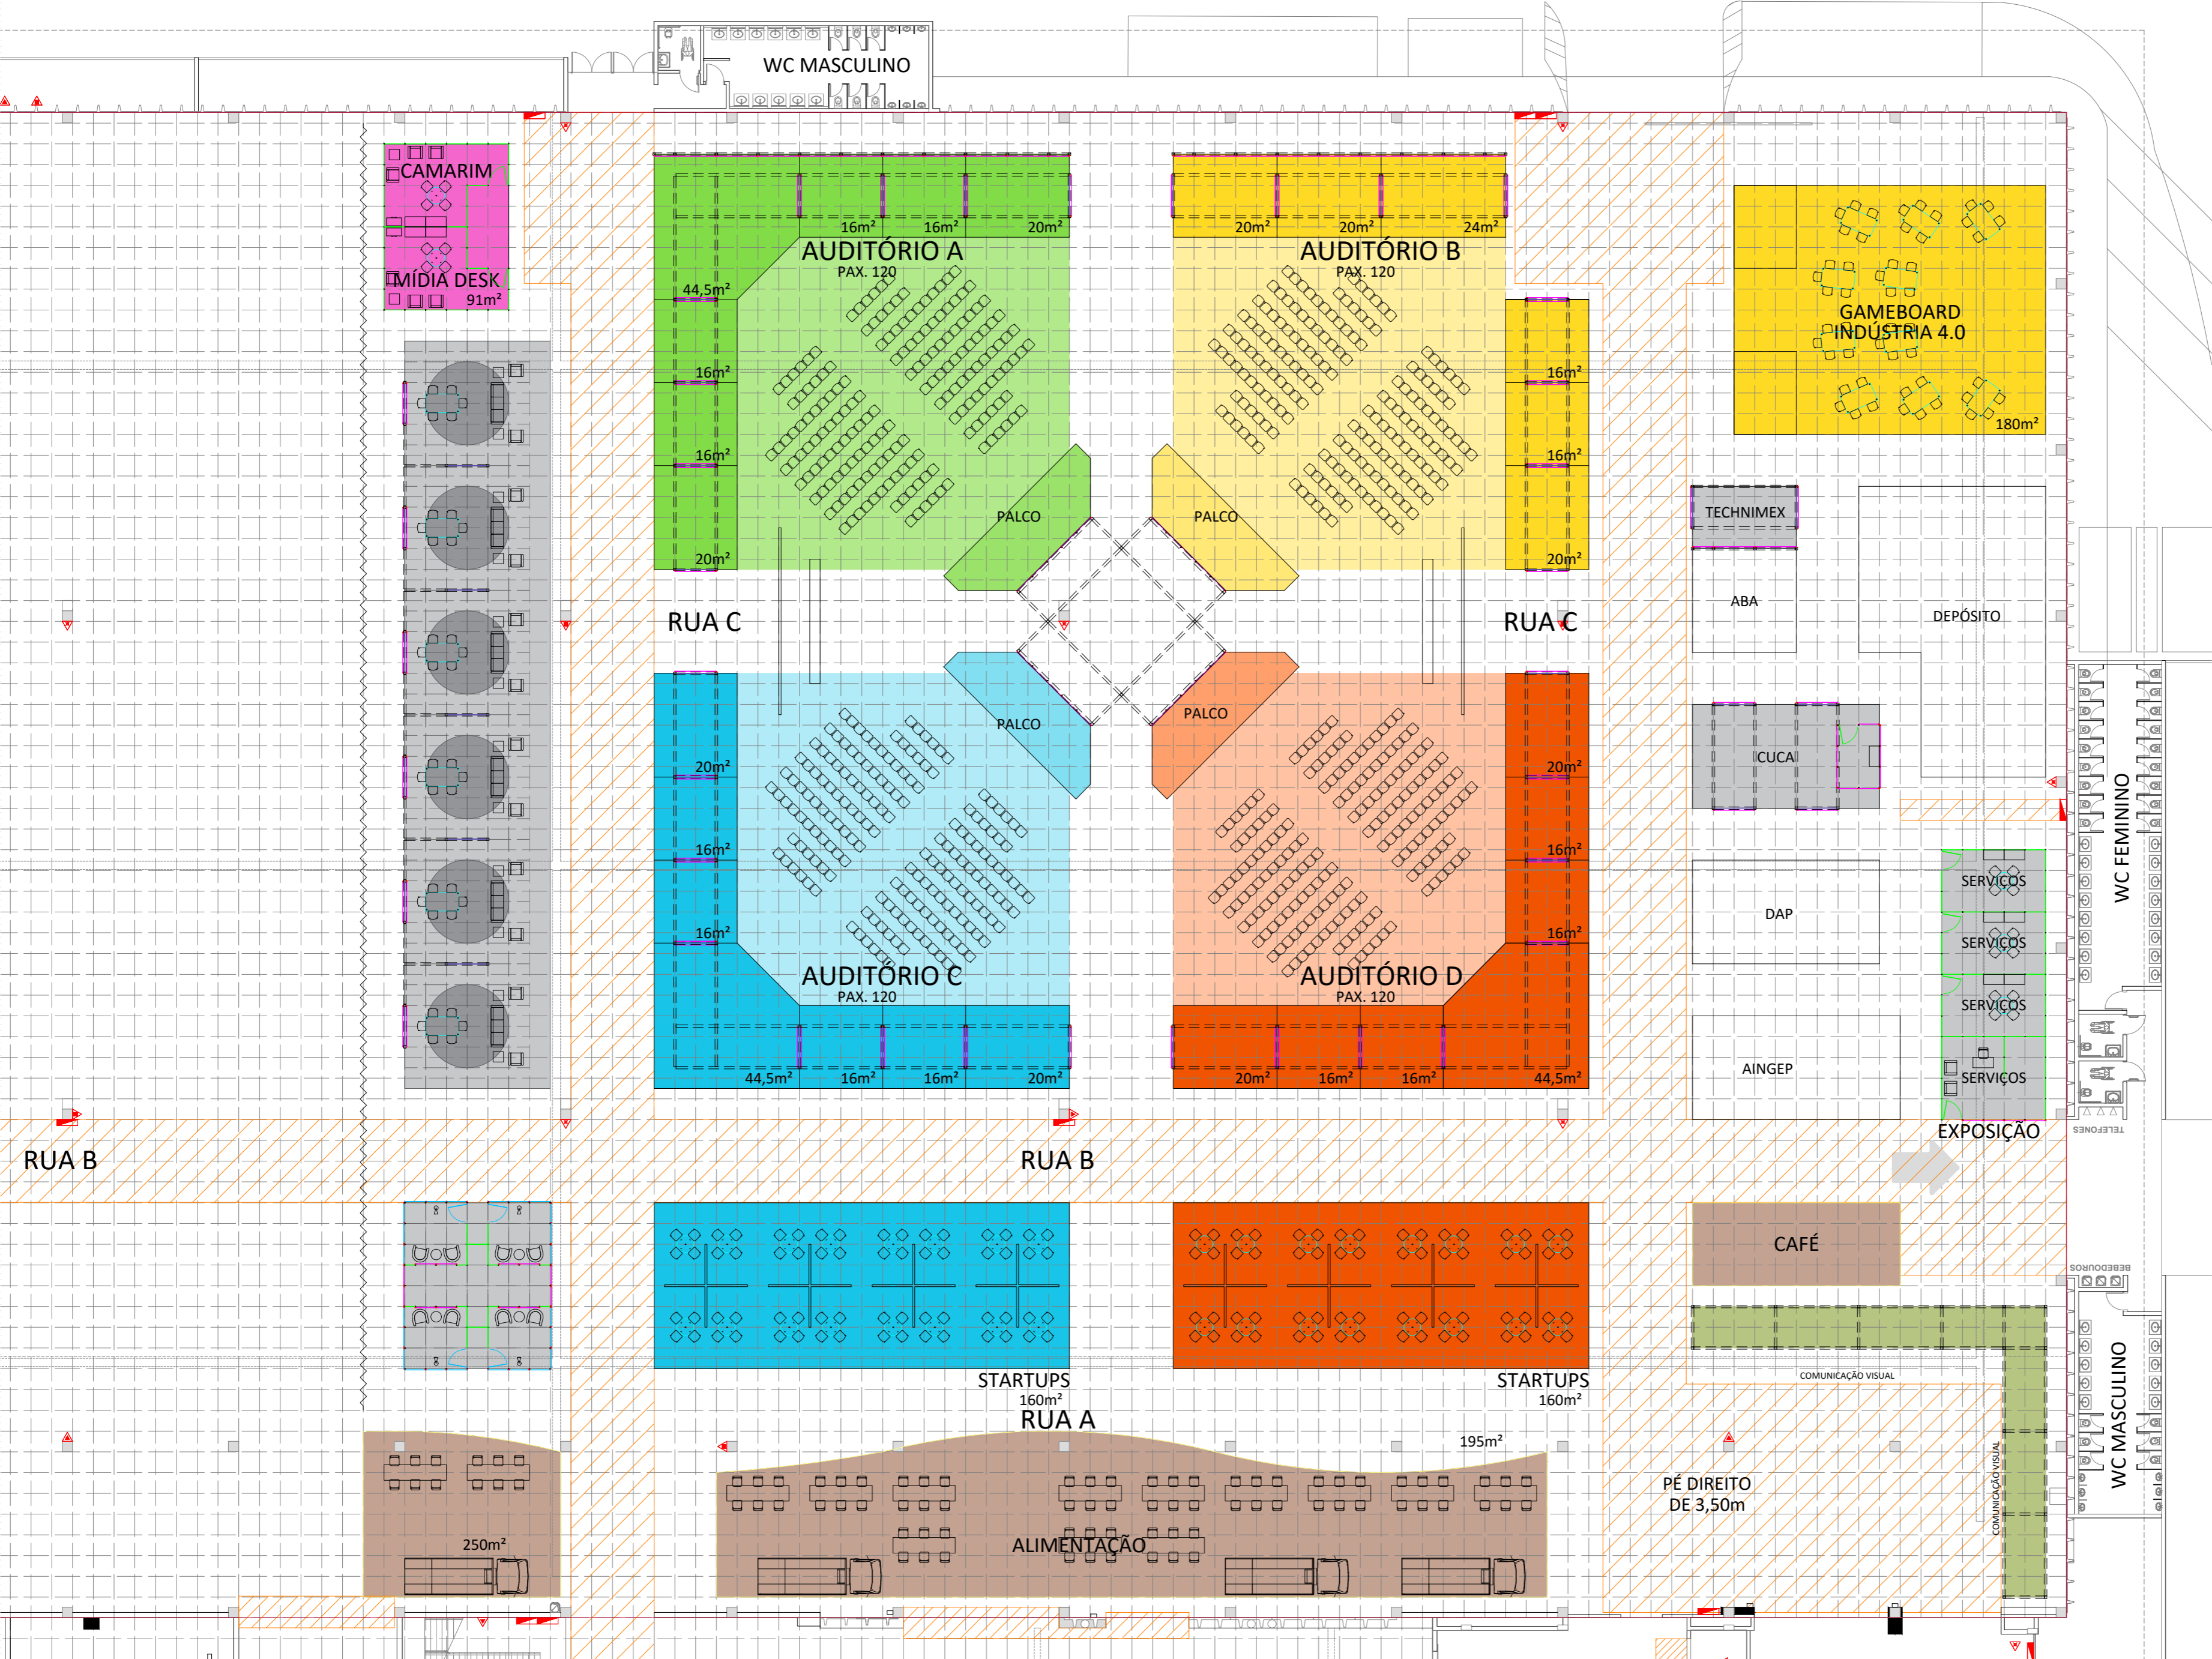 WC MASCULINO
CAMARIM
MÍDIA DESK
91m²
16m²
16m²
20m²
AUDITÓRIO A
PAX. 120
44,5m²
16m²
16m²
20m²
PALCO
20m²
20m²
24m²
AUDITÓRIO B
PAX. 120
16m²
16m²
20m²
PALCO
GAMEBOARD
INDÚSTRIA 4.0
180m²
TECHNIMEX
ABA
DEPÓSITO
RUA C
RUA C
PALCO
20m²
16m²
16m²
AUDITÓRIO C
PAX. 120
44,5m²
16m²
16m²
20m²
PALCO
20m²
16m²
16m²
AUDITÓRIO D
PAX. 120
20m²
16m²
16m²
44,5m²
CUCA
DAP
AINGEP
SERVIÇOS
SERVIÇOS
SERVIÇOS
SERVIÇOS
EXPOSIÇÃO
WC FEMININO
TELEFONES
RUA B
RUA B
CAFÉ
BEBEDOUROS
STARTUPS
160m²
STARTUPS
160m²
COMUNICAÇÃO VISUAL
COMUNICAÇÃO VISUAL
WC MASCULINO
RUA A
195m²
PÉ DIREITO
DE 3,50m
250m²
ALIMENTAÇÃO